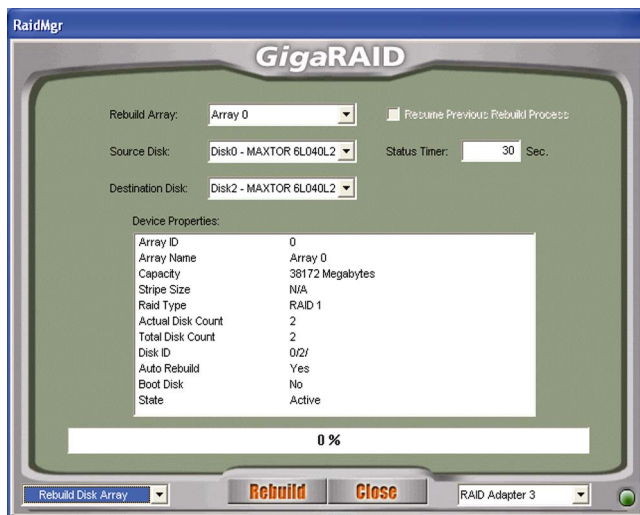 RaidMgr
GigaRAID
Rebuild Array: Array 0 Resume Previous Rebuild Process
Source Disk: Disk0 - MAXTOR 6L040L2 Status Timer: 30 Sec.
Destination Disk: Disk2 - MAXTOR 6L040L2
Device Properties:
Array ID 0
Array Name Array 0
Capacity 38172 Megabytes
Stripe Size N/A
Raid Type RAID 1
Actual Disk Count 2
Total Disk Count 2
Disk ID 0/2/
Auto Rebuild Yes
Boot Disk No
State Active
0 %
Rebuild Disk Array Rebuild Close RAID Adapter 3